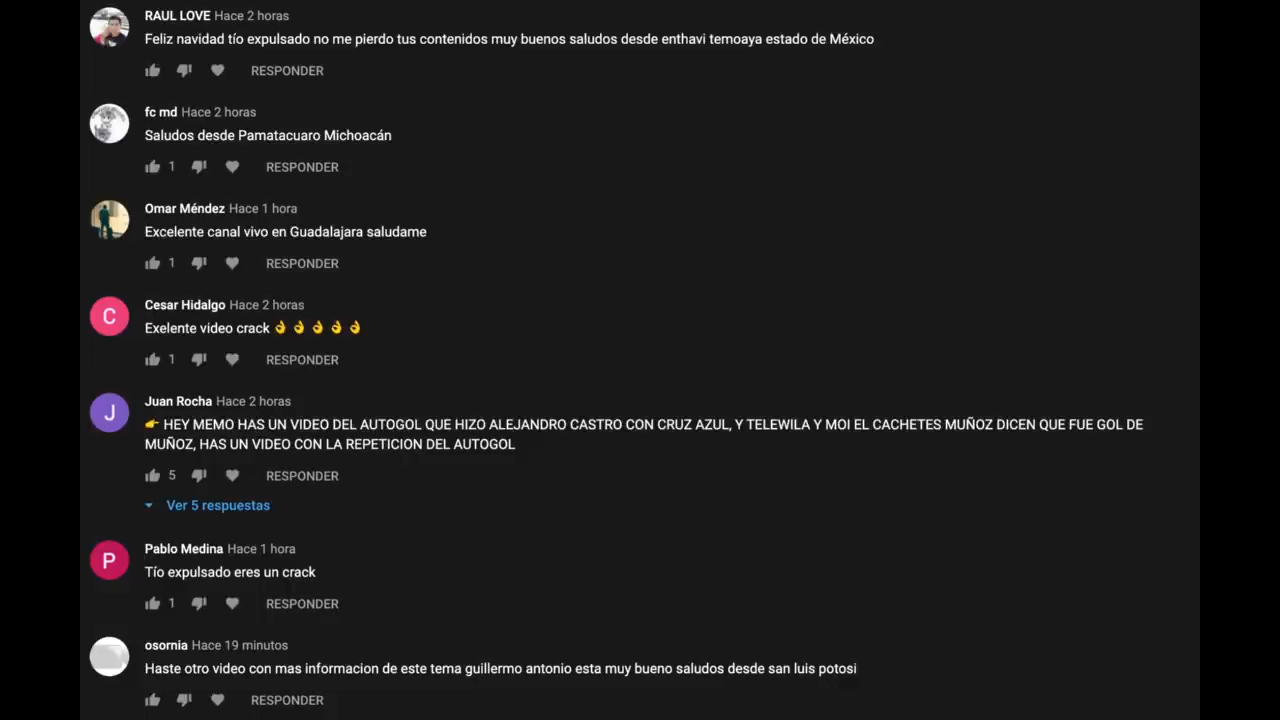 RAUL LOVE Hace 2 horas
Feliz navidad tío expulsado no me pierdo tus contenidos muy buenos saludos desde enthavi temoaya estado de México
RESPONDER
fc md Hace 2 horas
Saludos desde Pamatacuaro Michoacán
1 RESPONDER
Omar Méndez Hace 1 hora
Excelente canal vivo en Guadalajara saludame
1 RESPONDER
C
Cesar Hidalgo Hace 2 horas
Exelente video crack 👌 👌 👌 👌 👌
1 RESPONDER
J
Juan Rocha Hace 2 horas
👉 HEY MEMO HAS UN VIDEO DEL AUTOGOL QUE HIZO ALEJANDRO CASTRO CON CRUZ AZUL, Y TELEWILA Y MOI EL CACHETES MUÑOZ DICEN QUE FUE GOL DE
MUÑOZ, HAS UN VIDEO CON LA REPETICION DEL AUTOGOL
5 RESPONDER
Ver 5 respuestas
P
Pablo Medina Hace 1 hora
Tío expulsado eres un crack
1 RESPONDER
osornia Hace 19 minutos
Haste otro video con mas informacion de este tema guillermo antonio esta muy bueno saludos desde san luis potosi
RESPONDER